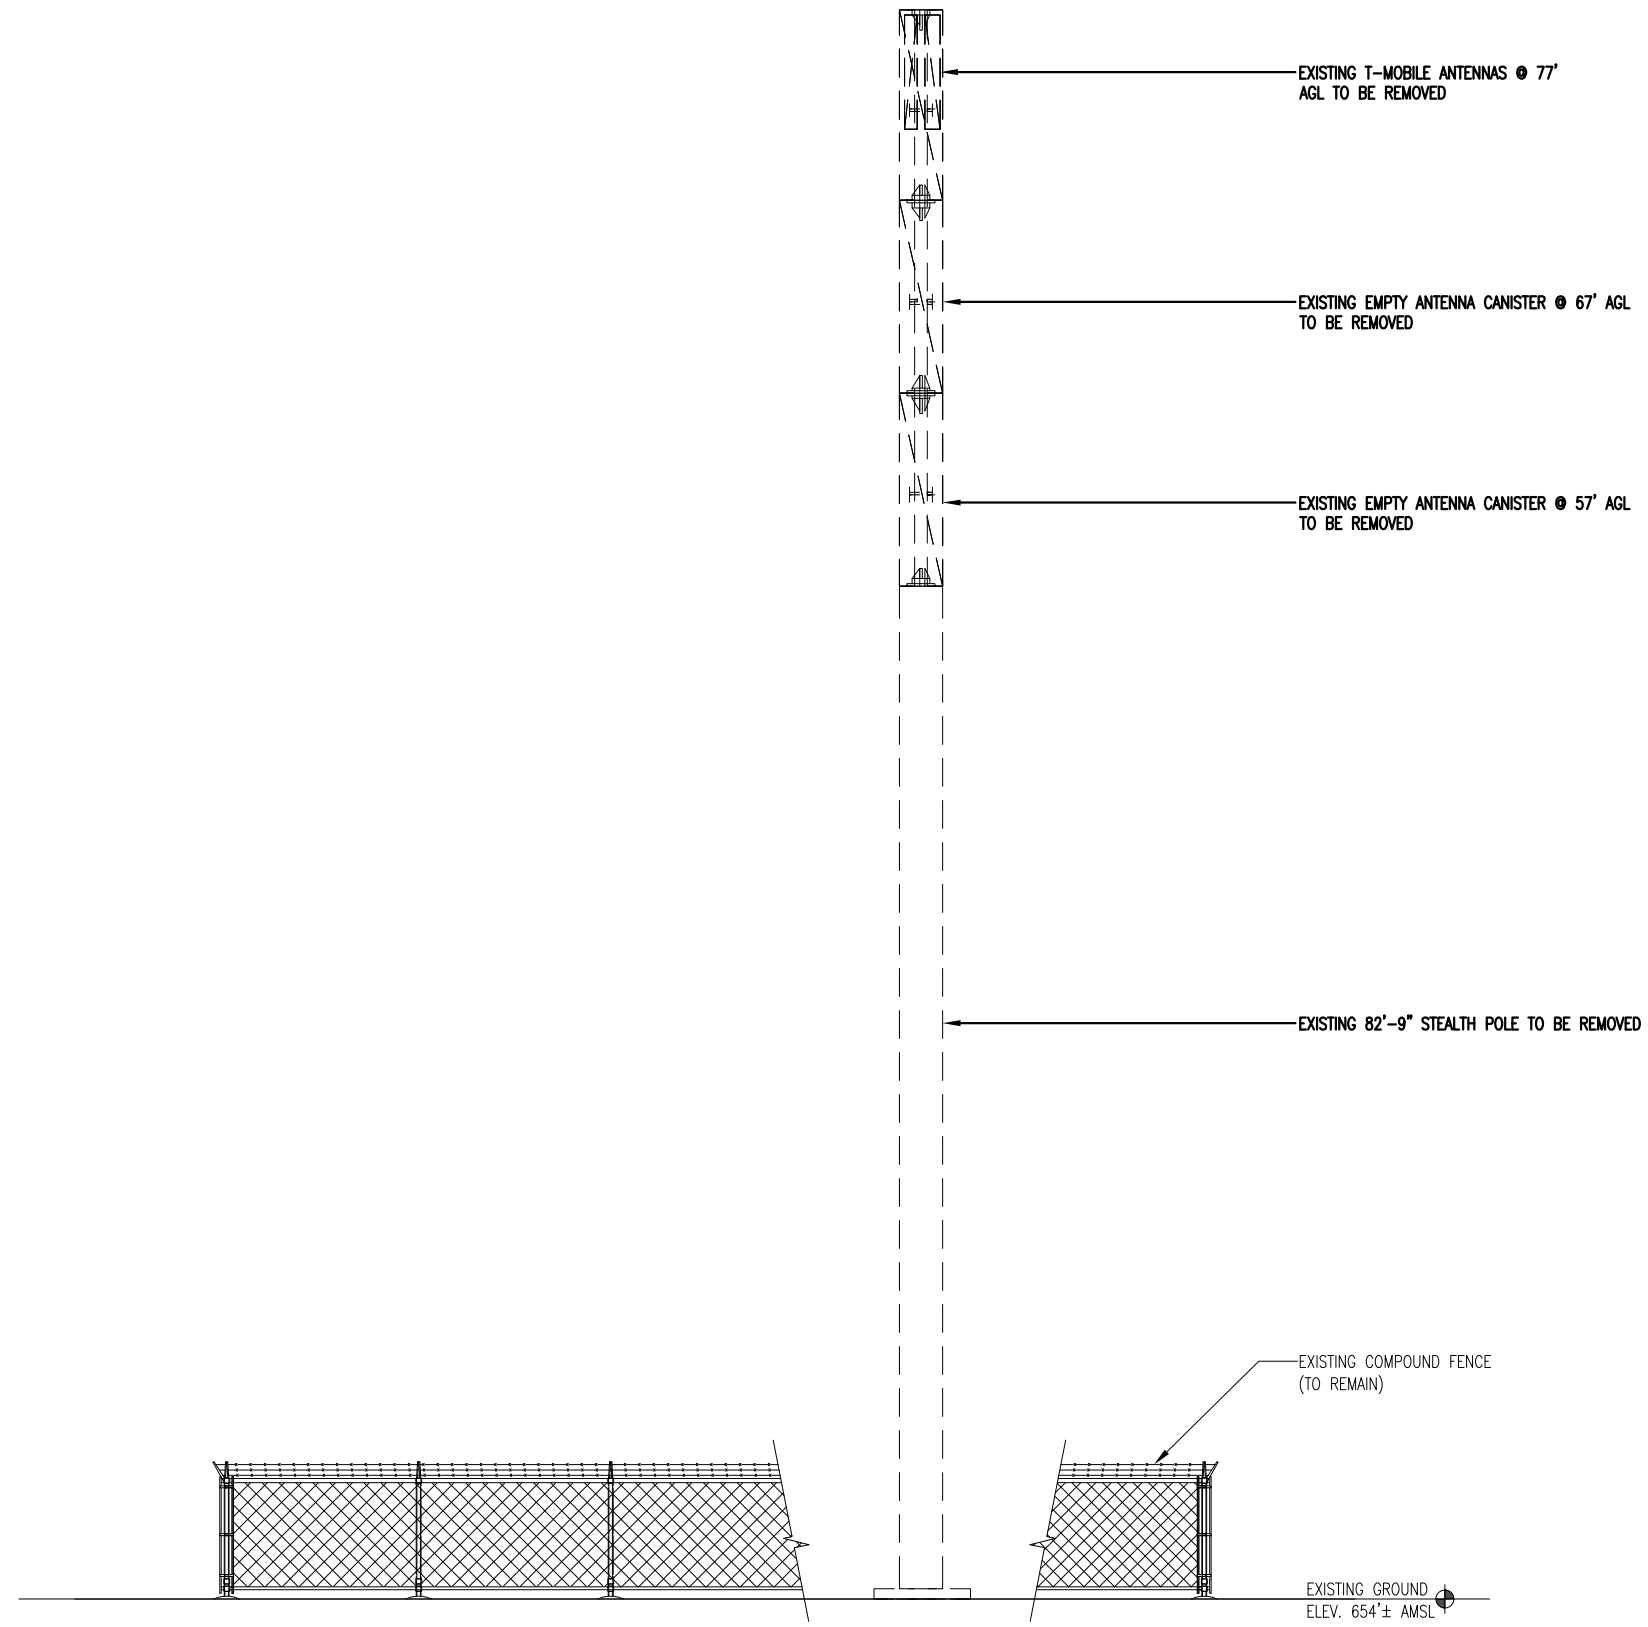 EXISTING T-MOBILE ANTENNAS @ 77'
AGL TO BE REMOVED
EXISTING EMPTY ANTENNA CANISTER @ 67' AGL
TO BE REMOVED
EXISTING EMPTY ANTENNA CANISTER @ 57' AGL
TO BE REMOVED
EXISTING 82'-9" STEALTH POLE TO BE REMOVED
EXISTING COMPOUND FENCE
(TO REMAIN)
EXISTING GROUND
ELEV. 654'± AMSL